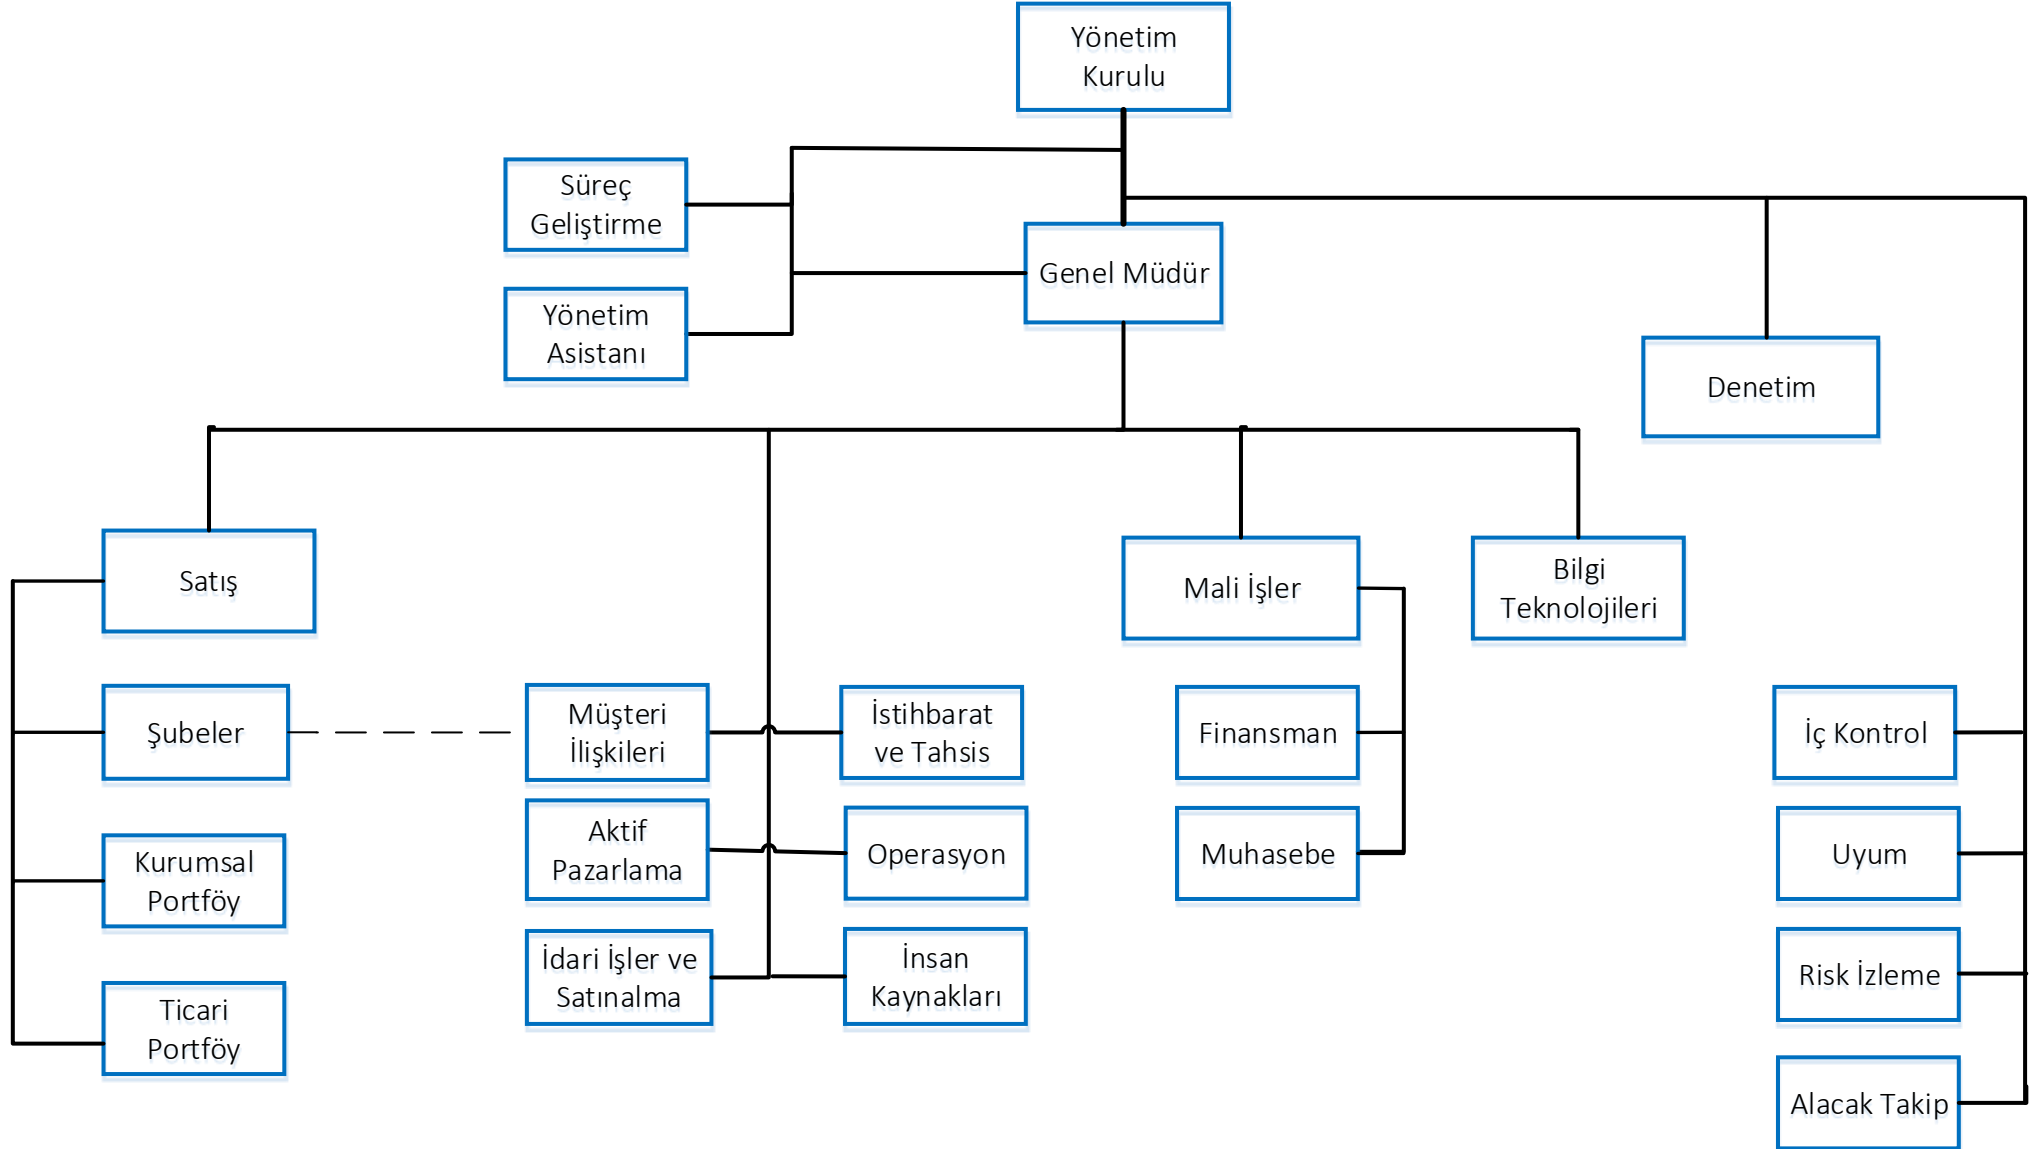 Yönetim
Kurulu
Süreç
Geliştirme
Genel Müdür
Yönetim
Asistanı
Denetim
Satış
Mali İşler
Bilgi
Teknolojileri
Şubeler
Müşteri
İlişkileri
İstihbarat
ve Tahsis
Finansman
İç Kontrol
Aktif
Pazarlama
Operasyon
Muhasebe
Uyum
Kurumsal
Portföy
İdari İşler ve
Satınalma
İnsan
Kaynakları
Risk İzleme
Ticari
Portföy
Alacak Takip